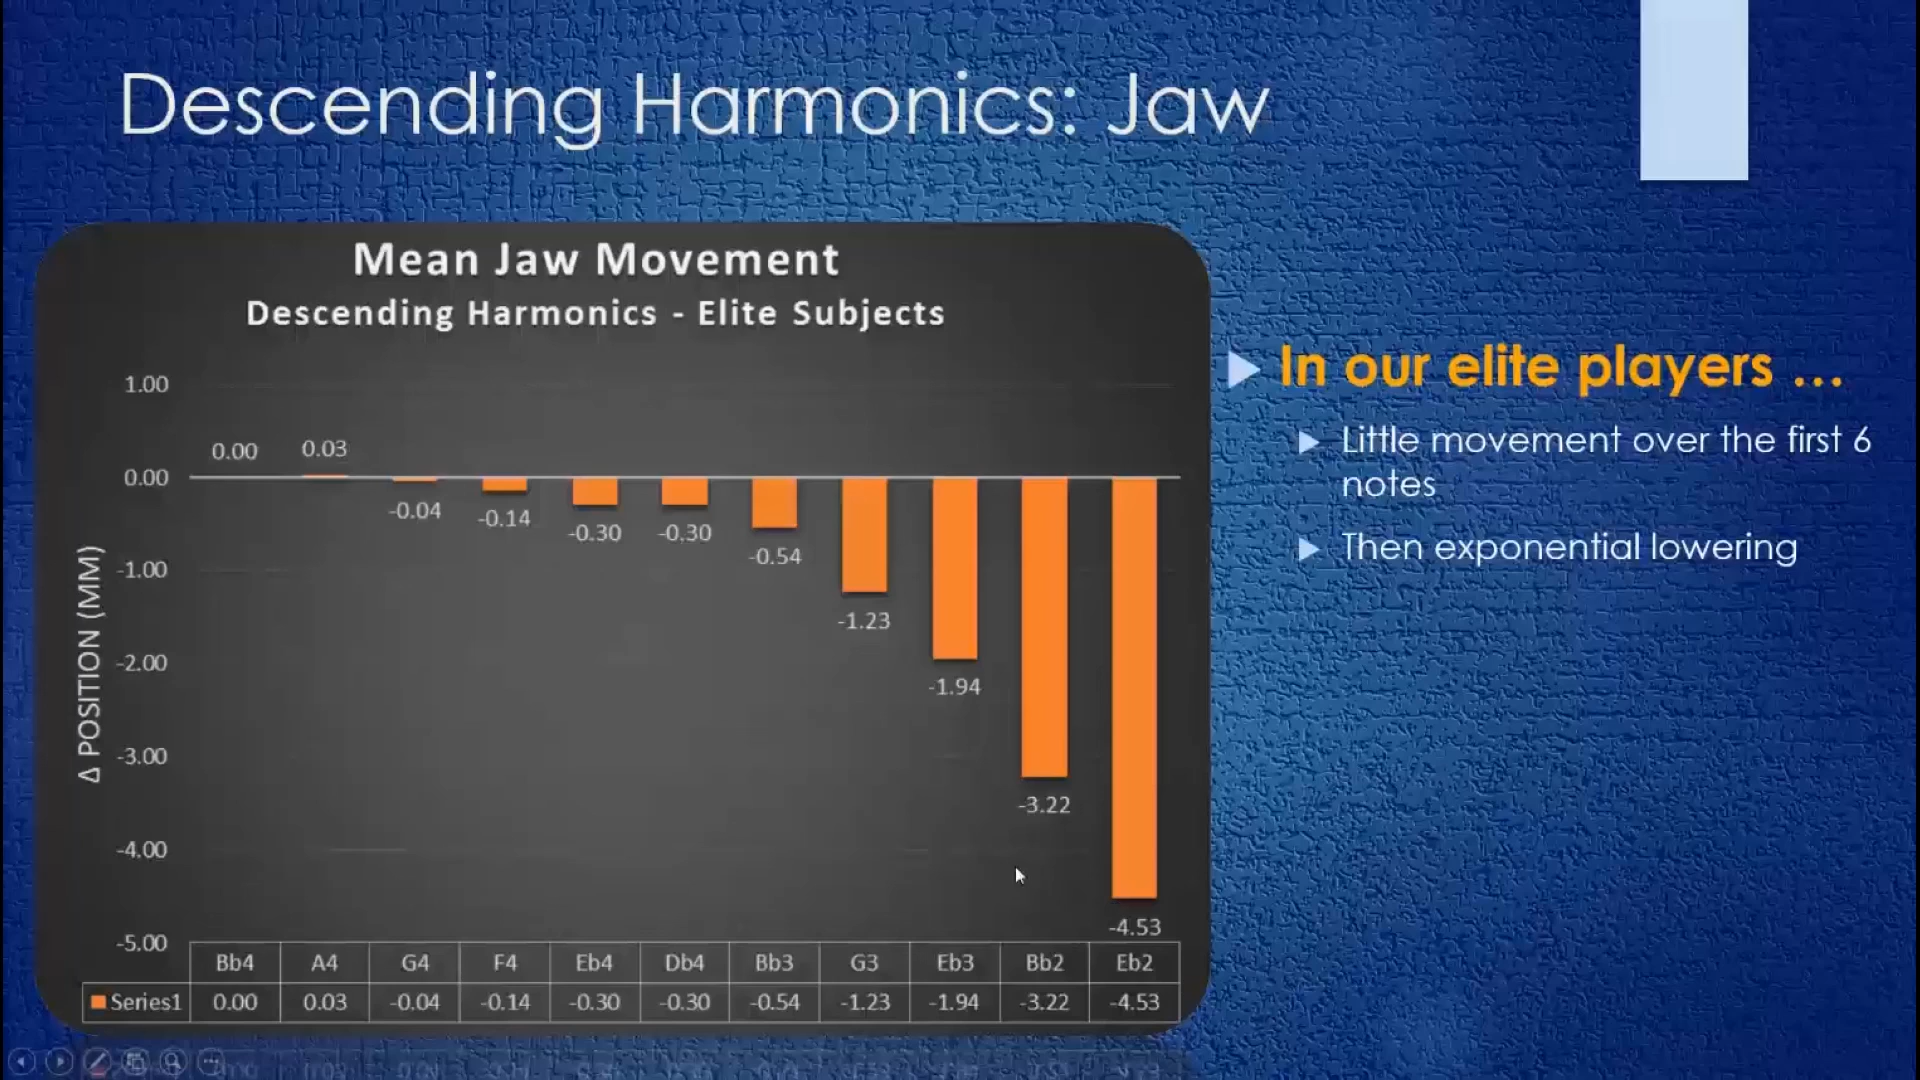 Descending Harmonics: Jaw
Mean Jaw Movement
Descending Harmonics - Elite Subjects
1.00
0.00
-1.00
-2.00
-3.00
-4.00
-5.00
Δ POSITION (MM)
0.00
0.03
-0.04
-0.14
-0.30
-0.30
-0.54
-1.23
-1.94
-3.22
-4.53
Bb4 A4 G4 F4 Eb4 Db4 Bb3 G3 Eb3 Bb2 Eb2
Series1 0.00 0.03 -0.04 -0.14 -0.30 -0.30 -0.54 -1.23 -1.94 -3.22 -4.53
In our elite players ...
Little movement over the first 6
notes
Then exponential lowering